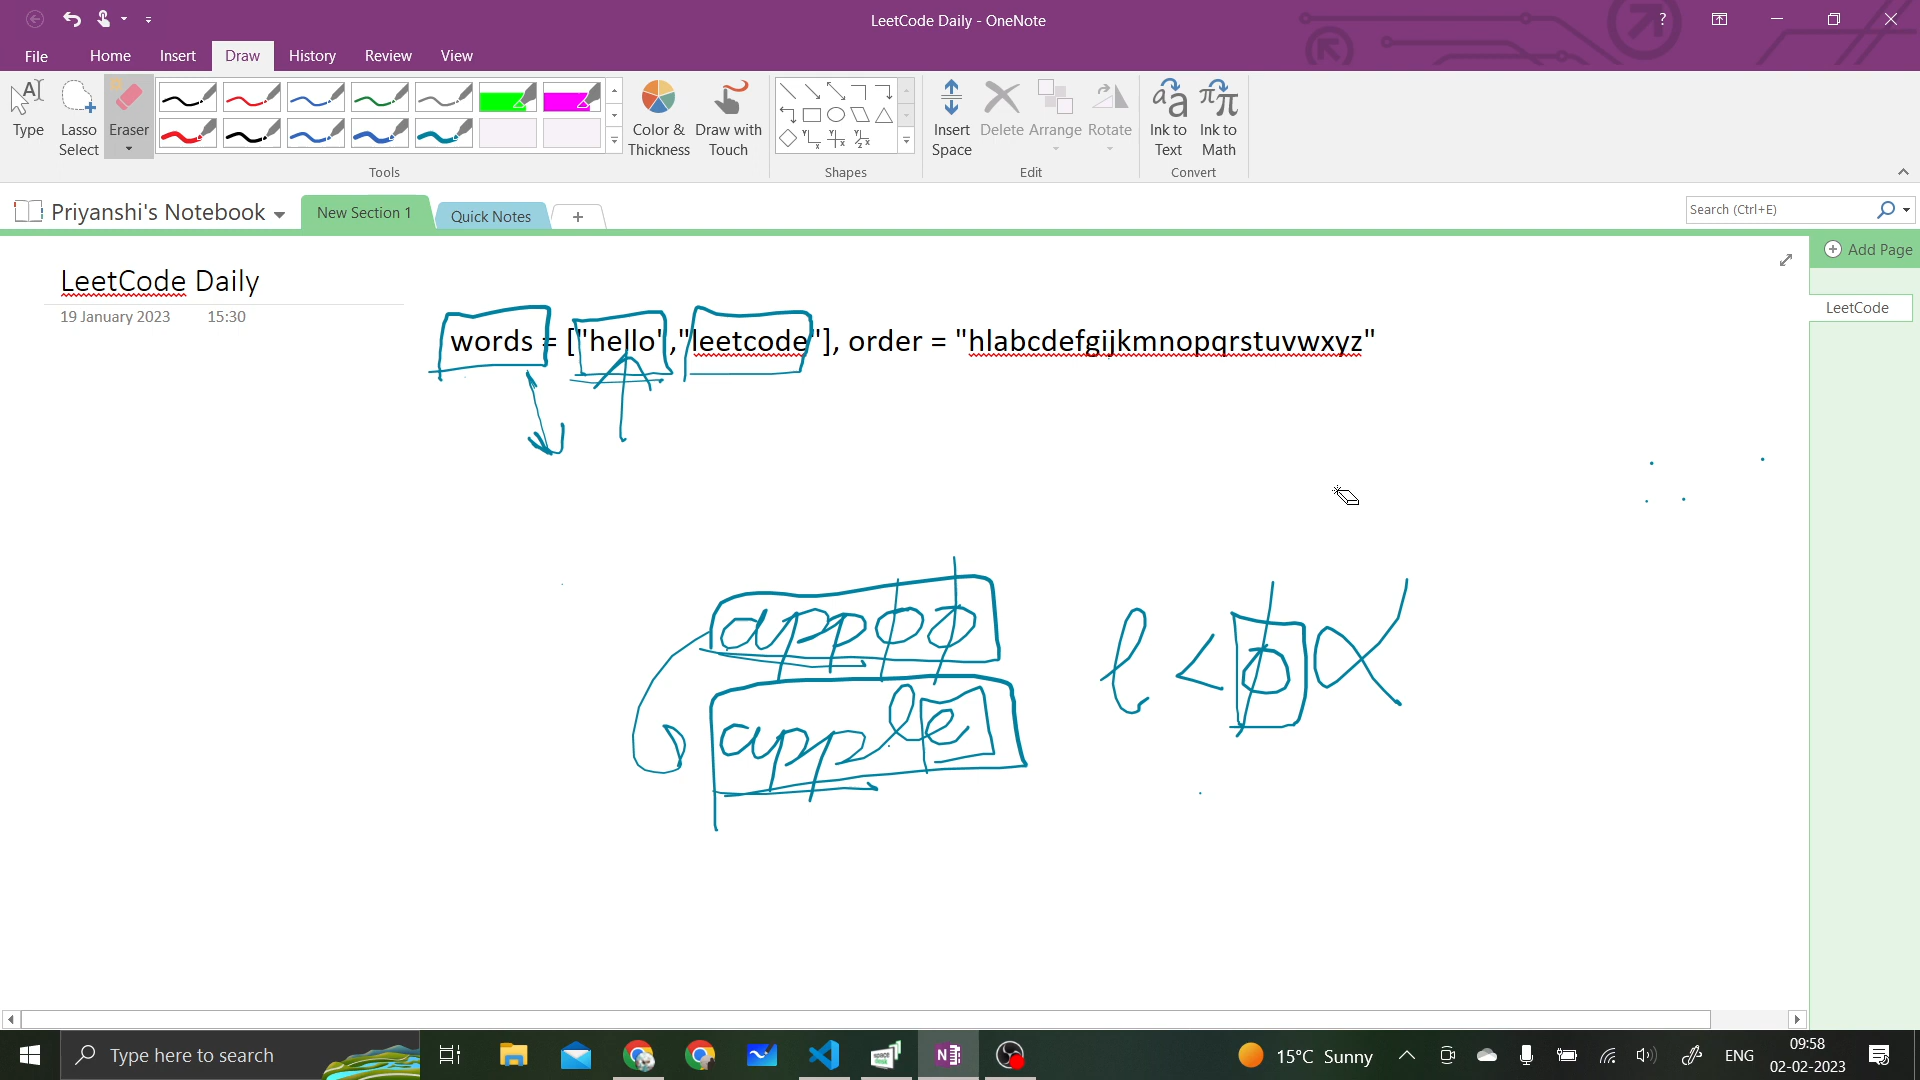 LeetCode Daily - OneNote
?
File Home Insert Draw History Review View
Type
Lasso Select
Eraser
Color & Thickness
Draw with Touch
Insert Space
Delete
Arrange
Rotate
Ink to Text
Ink to Math
Tools Shapes Edit Convert
Priyanshi's Notebook
New Section 1
Quick Notes
+
Search (Ctrl+E)
Add Page
LeetCode
LeetCode Daily
19 January 2023 15:30
words = ["hello","leetcode"], order = "hlabcdefgijkmnopqrstuvwxyz"
appoo
apple
l < o
Type here to search
15°C Sunny
ENG
09:58
02-02-2023